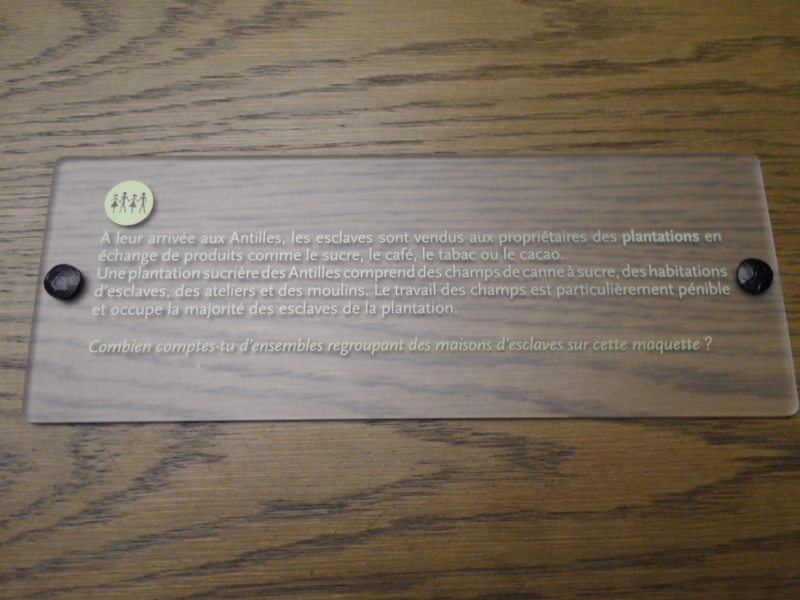 À leur arrivée aux Antilles, les esclaves sont vendus aux propriétaires des plantations en
échange de produits comme le sucre, le café, le tabac ou le cacao.
Une plantation sucrière des Antilles comprend des champs de canne à sucre, des habitations
d'esclaves, des ateliers et des moulins. Le travail des champs est particulièrement pénible
et occupe la majorité des esclaves de la plantation.
Combien comptes-tu d'ensembles regroupant des maisons d'esclaves sur cette maquette ?